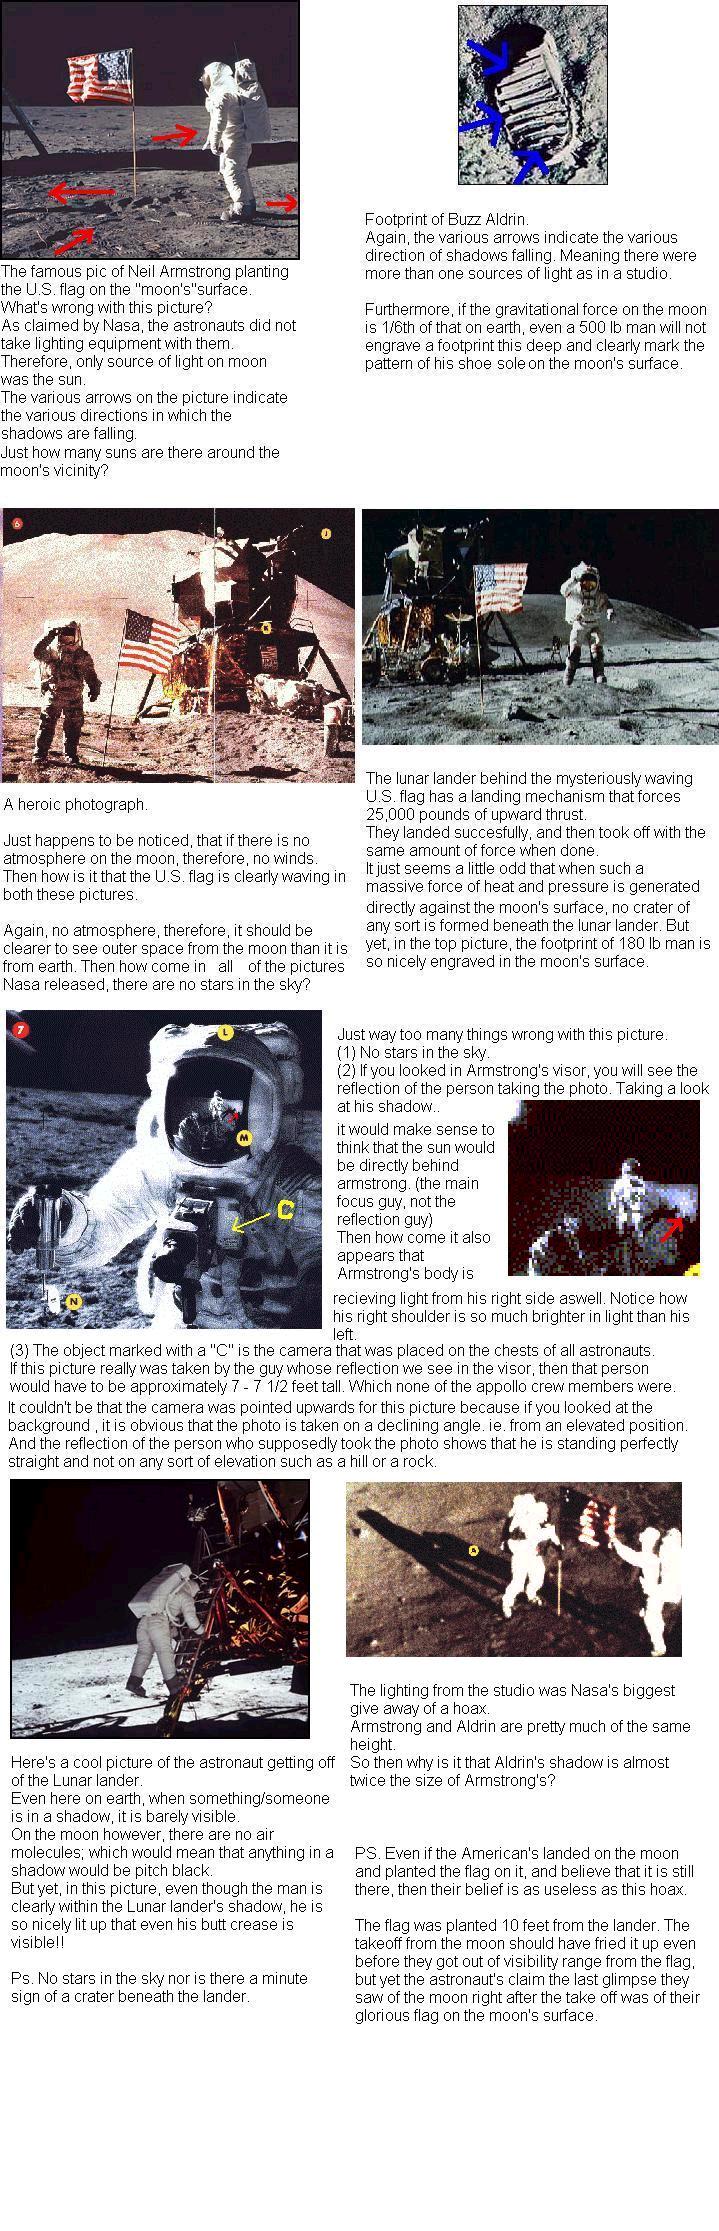 The famous pic of Neil Armstrong planting
the U.S. flag on the "moon's"surface.
What's wrong with this picture?
As claimed by Nasa, the astronauts did not
take lighting equipment with them.
Therefore, only source of light on moon
was the sun.
The various arrows on the picture indicate
the various directions in which the
shadows are falling.
Just how many suns are there around the
moon's vicinity?
Footprint of Buzz Aldrin.
Again, the various arrows indicate the various
direction of shadows falling. Meaning there were
more than one sources of light as in a studio.
Furthermore, if the gravitational force on the moon
is 1/6th of that on earth, even a 500 lb man will not
engrave a footprint this deep and clearly mark the
pattern of his shoe sole on the moon's surface.
6
J
K
A heroic photograph.
Just happens to be noticed, that if there is no
atmosphere on the moon, therefore, no winds.
Then how is it that the U.S. flag is clearly waving in
both these pictures.
Again, no atmosphere, therefore, it should be
clearer to see outer space from the moon than it is
from earth. Then how come in all of the pictures
Nasa released, there are no stars in the sky?
The lunar lander behind the mysteriously waving
U.S. flag has a landing mechanism that forces
25,000 pounds of upward thrust.
They landed succesfully, and then took off with the
same amount of force when done.
It just seems a little odd that when such a
massive force of heat and pressure is generated
directly against the moon's surface, no crater of
any sort is formed beneath the lunar lander. But
yet, in the top picture, the footprint of 180 lb man is
so nicely engraved in the moon's surface.
7
L
M
C
N
Just way too many things wrong with this picture.
(1) No stars in the sky.
(2) If you looked in Armstrong's visor, you will see the
reflection of the person taking the photo. Taking a look
at his shadow..
it would make sense to
think that the sun would
be directly behind
armstrong. (the main
focus guy, not the
reflection guy)
Then how come it also
appears that
Armstrong's body is
recieving light from his right side aswell. Notice how
his right shoulder is so much brighter in light than his
left.
(3) The object marked with a "C" is the camera that was placed on the chests of all astronauts.
If this picture really was taken by the guy whose reflection we see in the visor, then that person
would have to be approximately 7 - 7 1/2 feet tall. Which none of the appollo crew members were.
It couldn't be that the camera was pointed upwards for this picture because if you looked at the
background , it is obvious that the photo is taken on a declining angle. ie. from an elevated position.
And the reflection of the person who supposedly took the photo shows that he is standing perfectly
straight and not on any sort of elevation such as a hill or a rock.
A
Here's a cool picture of the astronaut getting off
of the Lunar lander.
Even here on earth, when something/someone
is in a shadow, it is barely visible.
On the moon however, there are no air
molecules; which would mean that anything in a
shadow would be pitch black.
But yet, in this picture, even though the man is
clearly within the Lunar lander's shadow, he is
so nicely lit up that even his butt crease is
visible!!
Ps. No stars in the sky nor is there a minute
sign of a crater beneath the lander.
The lighting from the studio was Nasa's biggest
give away of a hoax.
Armstrong and Aldrin are pretty much of the same
height.
So then why is it that Aldrin's shadow is almost
twice the size of Armstrong's?
PS. Even if the American's landed on the moon
and planted the flag on it, and believe that it is still
there, then their belief is as useless as this hoax.
The flag was planted 10 feet from the lander. The
takeoff from the moon should have fried it up even
before they got out of visibility range from the flag,
but yet the astronaut's claim the last glimpse they
saw of the moon right after the take off was of their
glorious flag on the moon's surface.